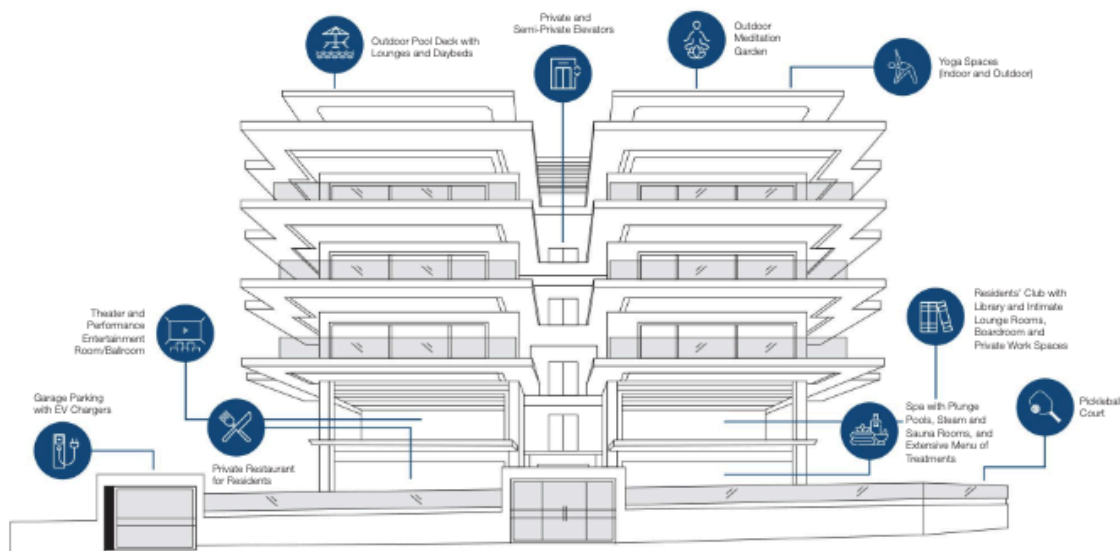 Outdoor Pool Deck with
Lounges and Daybeds
Private and
Semi-Private Elevators
Outdoor
Meditation
Garden
Yoga Spaces
(Indoor and Outdoor)
Theater and
Performance
Entertainment
Room/Ballroom
Residents' Club with
Library and Intimate
Lounge Rooms,
Boardroom and
Private Work Spaces
Garage Parking
with EV Chargers
Private Restaurant
for Residents
Spa with Plunge
Pools, Steam and
Sauna Rooms, and
Extensive Menu of
Treatments
Pickleball
Court